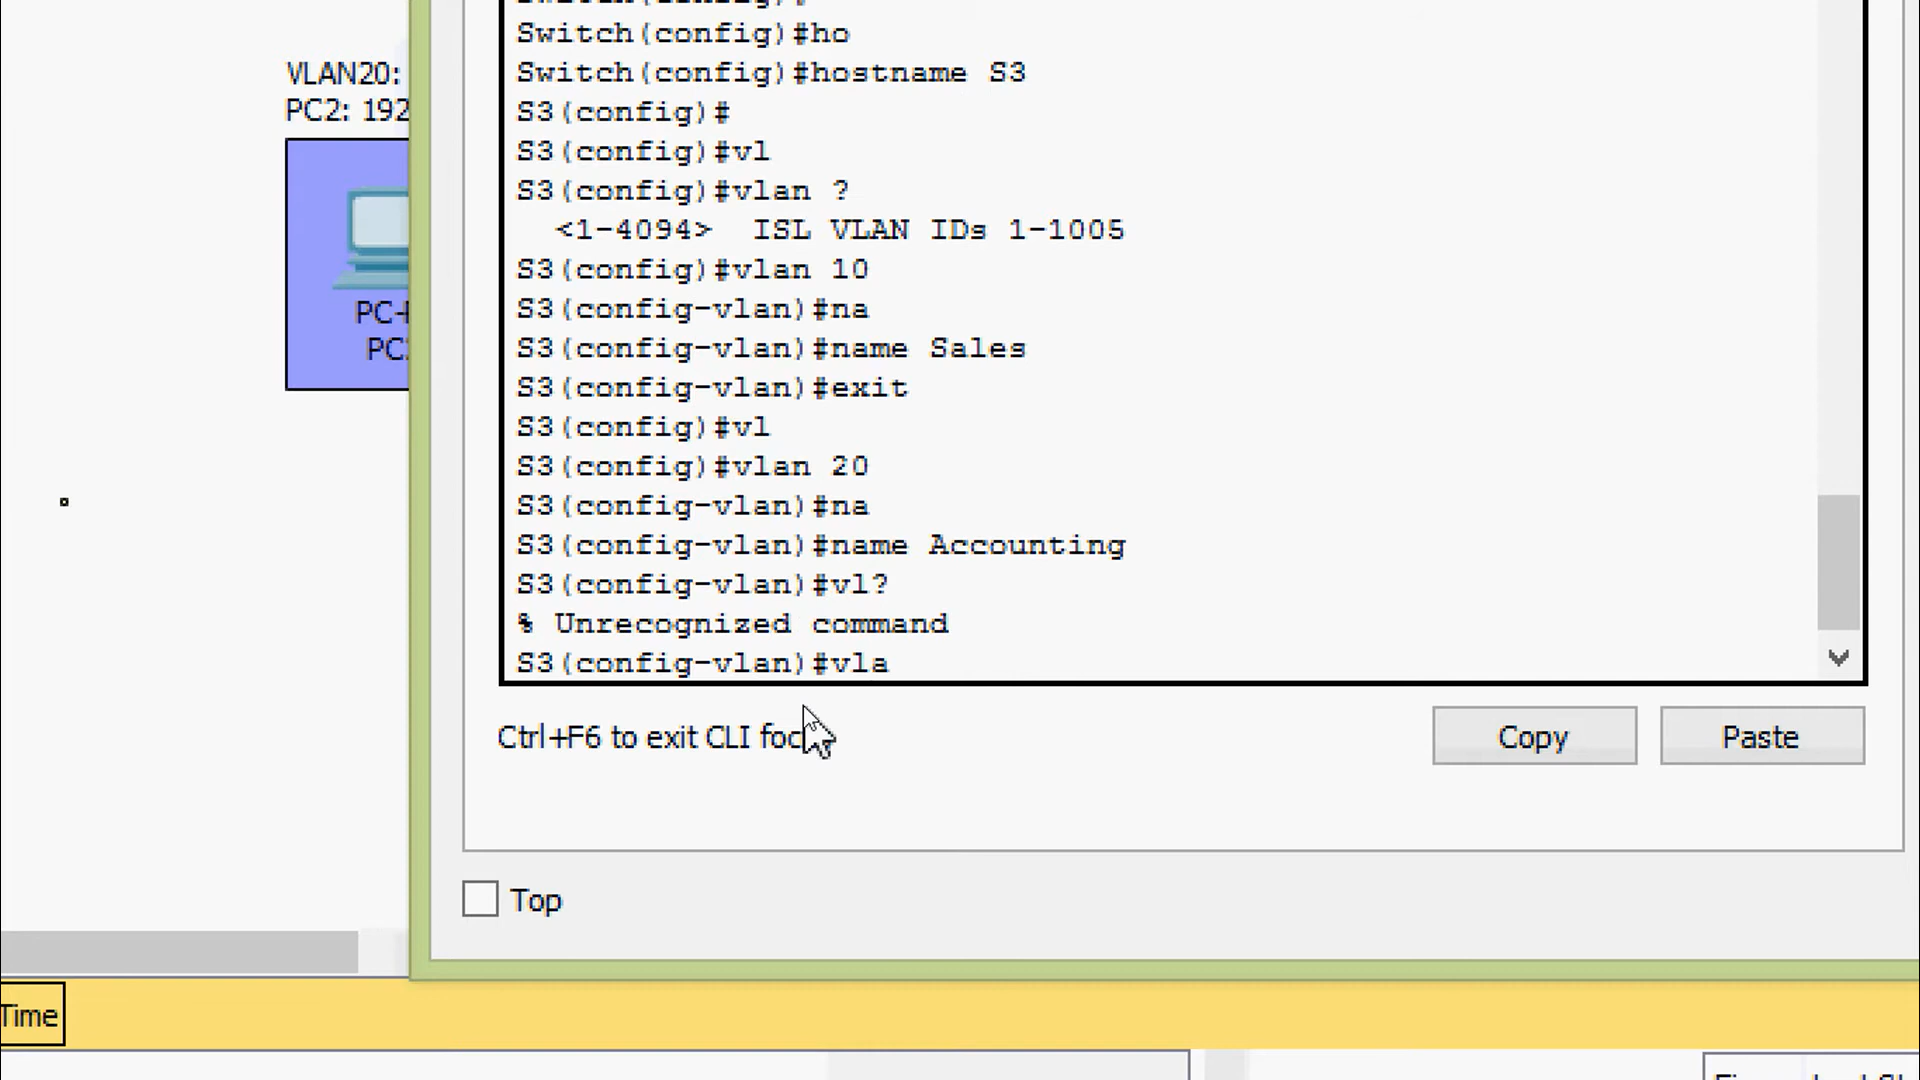 Switch(config)#ho
Switch(config)#hostname S3
S3(config)#
S3(config)#vl
S3(config)#vlan ?
<1-4094>  ISL VLAN IDs 1-1005
S3(config)#vlan 10
S3(config-vlan)#na
S3(config-vlan)#name Sales
S3(config-vlan)#exit
S3(config)#vl
S3(config)#vlan 20
S3(config-vlan)#na
S3(config-vlan)#name Accounting
S3(config-vlan)#vl?
% Unrecognized command
S3(config-vlan)#vla
VLAN20:
PC2: 192
Ctrl+F6 to exit CLI
Copy
Paste
Top
Time